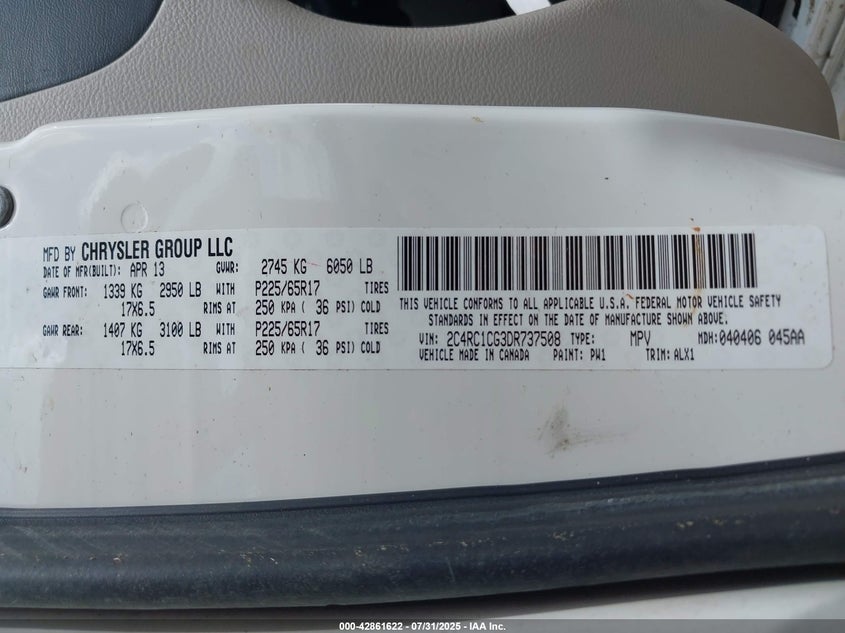 MFD BY CHRYSLER GROUP LLC
DATE OF MFR(BUILT): APR 13 GVWR: 2745 KG 6050 LB
GAWR FRONT: 1339 KG 2950 LB WITH P225/65R17 TIRES
17X6.5 RIMS AT 250 KPA ( 36 PSI) COLD
GAWR REAR: 1407 KG 3100 LB WITH P225/65R17 TIRES
17X6.5 RIMS AT 250 KPA ( 36 PSI) COLD
THIS VEHICLE CONFORMS TO ALL APPLICABLE U.S.A. FEDERAL MOTOR VEHICLE SAFETY
STANDARDS IN EFFECT ON THE DATE OF MANUFACTURE SHOWN ABOVE.
VIN: 2C4RC1CG3DR737508 TYPE: MPV MDH:040406 045AA
VEHICLE MADE IN CANADA PAINT: PW1 TRIM: ALX1
000-42861622 - 07/31/2025 - IAA Inc.